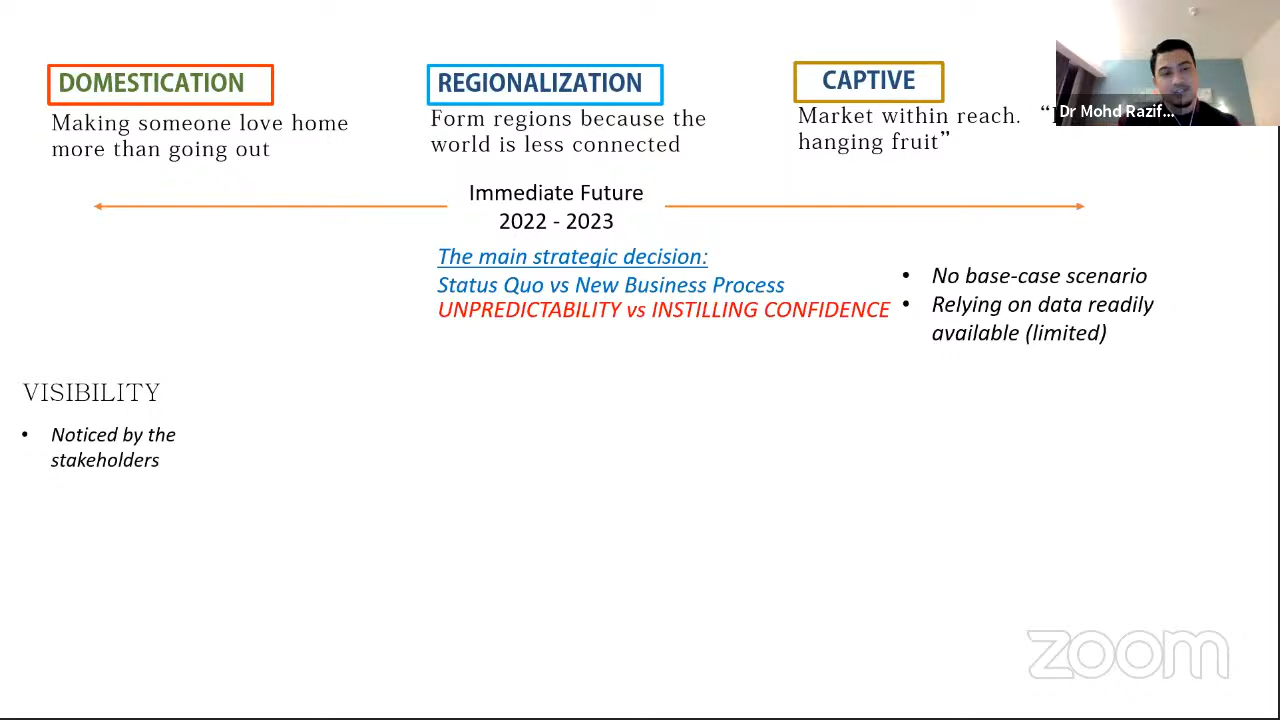 DOMESTICATION
Making someone love home
more than going out
REGIONALIZATION
Form regions because the
world is less connected
CAPTIVE
Market within reach. “
hanging fruit”
Dr Mohd Razif...
Immediate Future
2022 - 2023
The main strategic decision:
Status Quo vs New Business Process
UNPREDICTABILITY vs INSTILLING CONFIDENCE
• No base-case scenario
• Relying on data readily
available (limited)
VISIBILITY
• Noticed by the
stakeholders
zoom